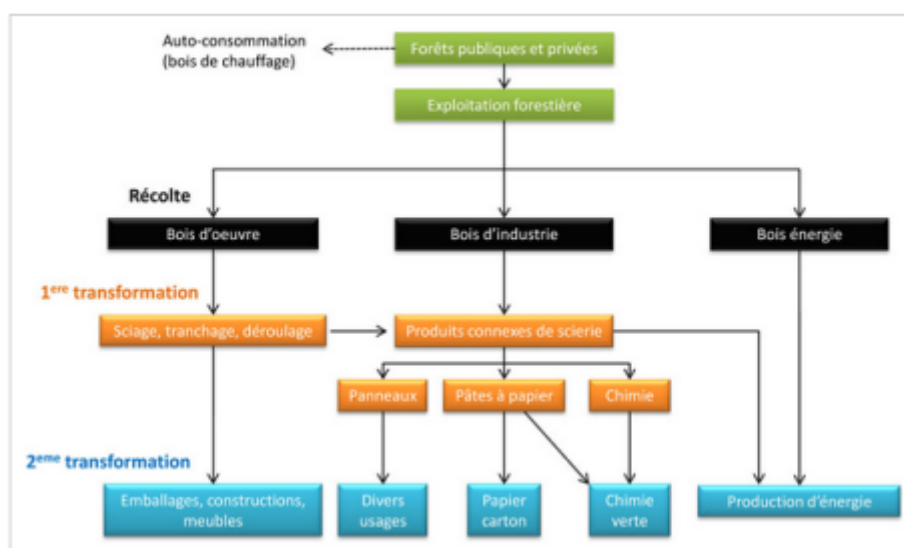 Auto-consommation
(bois de chauffage)
Forêts publiques et privées
Exploitation forestière
Récolte
Bois d'oeuvre
Bois d'industrie
Bois énergie
1ere transformation
Sciage, tranchage, déroulage
Produits connexes de scierie
Panneaux
Pâtes à papier
Chimie
2eme transformation
Emballages, constructions,
meubles
Divers
usages
Papier
carton
Chimie
verte
Production d'énergie